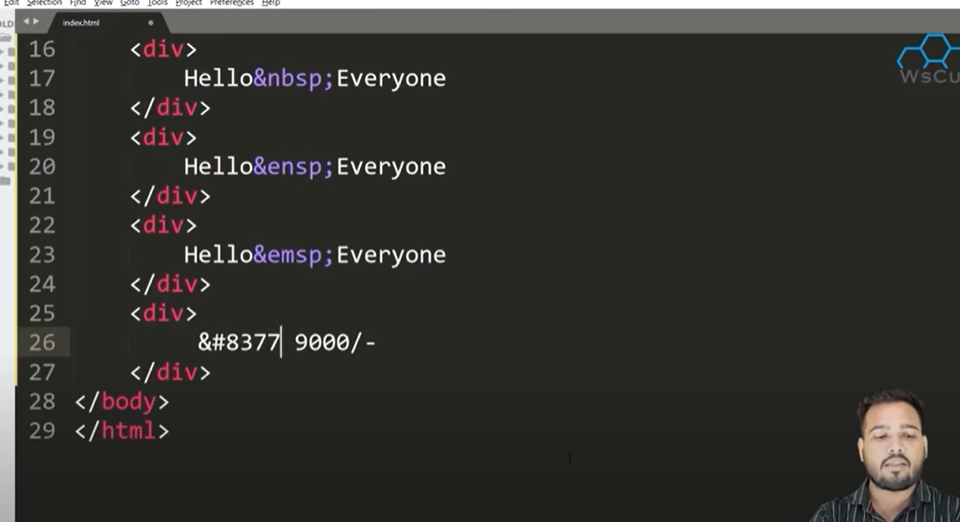 Edit Selection Find View Goto Tools Project Preferences Help
index.html
16 <div>
17 Hello&nbsp;Everyone
18 </div>
19 <div>
20 Hello&ensp;Everyone
21 </div>
22 <div>
23 Hello&emsp;Everyone
24 </div>
25 <div>
26 &#8377 9000/-
27 </div>
28 </body>
29 </html>
WsCu